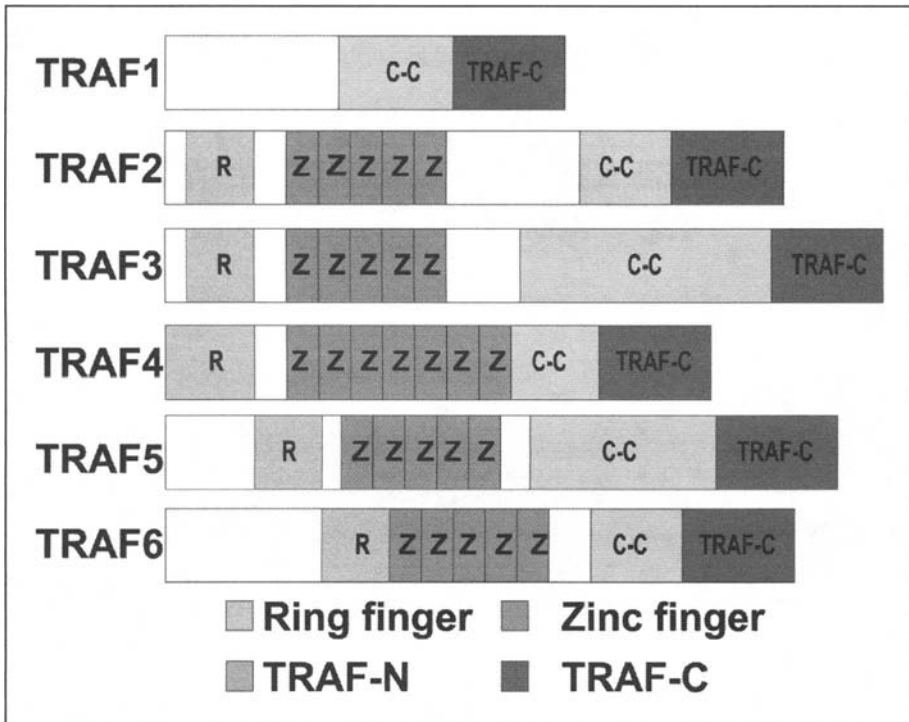 TRAF1 C-C TRAF-C
TRAF2 R Z Z Z Z Z C-C TRAF-C
TRAF3 R Z Z Z Z Z C-C TRAF-C
TRAF4 R Z Z Z Z Z Z Z C-C TRAF-C
TRAF5 R Z Z Z Z Z C-C TRAF-C
TRAF6 R Z Z Z Z Z C-C TRAF-C
Ring finger Zinc finger
TRAF-N TRAF-C